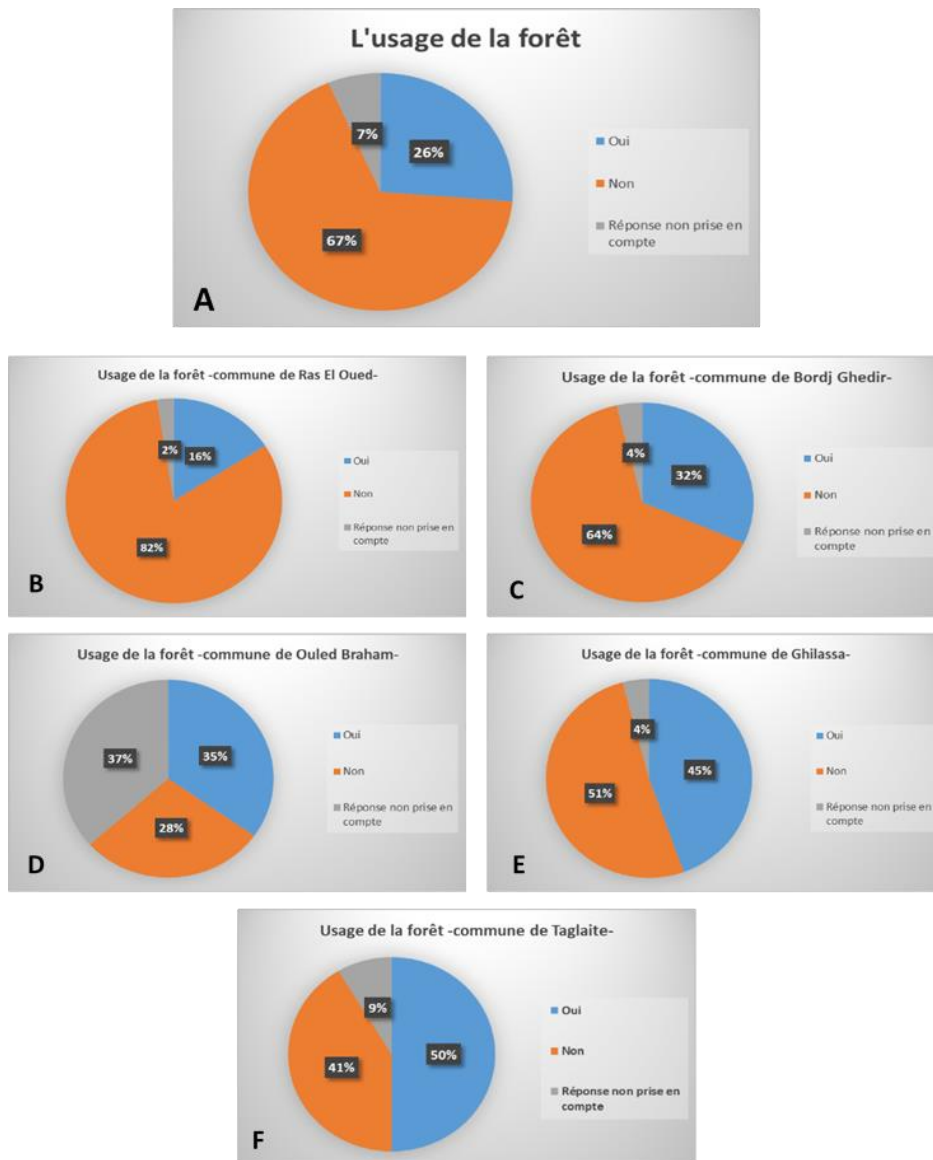 L'usage de la forêt
7%
26%
67%
Oui
Non
Réponse non prise en
compte
A
Usage de la forêt -commune de Ras El Oued-
2%
16%
82%
Oui
Non
Réponse non prise en
compte
B
Usage de la forêt -commune de Bordj Ghedir-
4%
32%
64%
Oui
Non
Réponse non prise en
compte
C
Usage de la forêt -commune de Ouled Braham-
37%
35%
28%
Oui
Non
Réponse non prise en
compte
D
Usage de la forêt -commune de Ghilassa-
4%
45%
51%
Oui
Non
Réponse non prise en
compte
E
Usage de la forêt -commune de Taglaite-
9%
50%
41%
Oui
Non
Réponse non prise en
compte
F